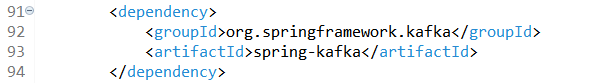 91 <dependency>
92 <groupId>org.springframework.kafka</groupId>
93 <artifactId>spring-kafka</artifactId>
94 </dependency>